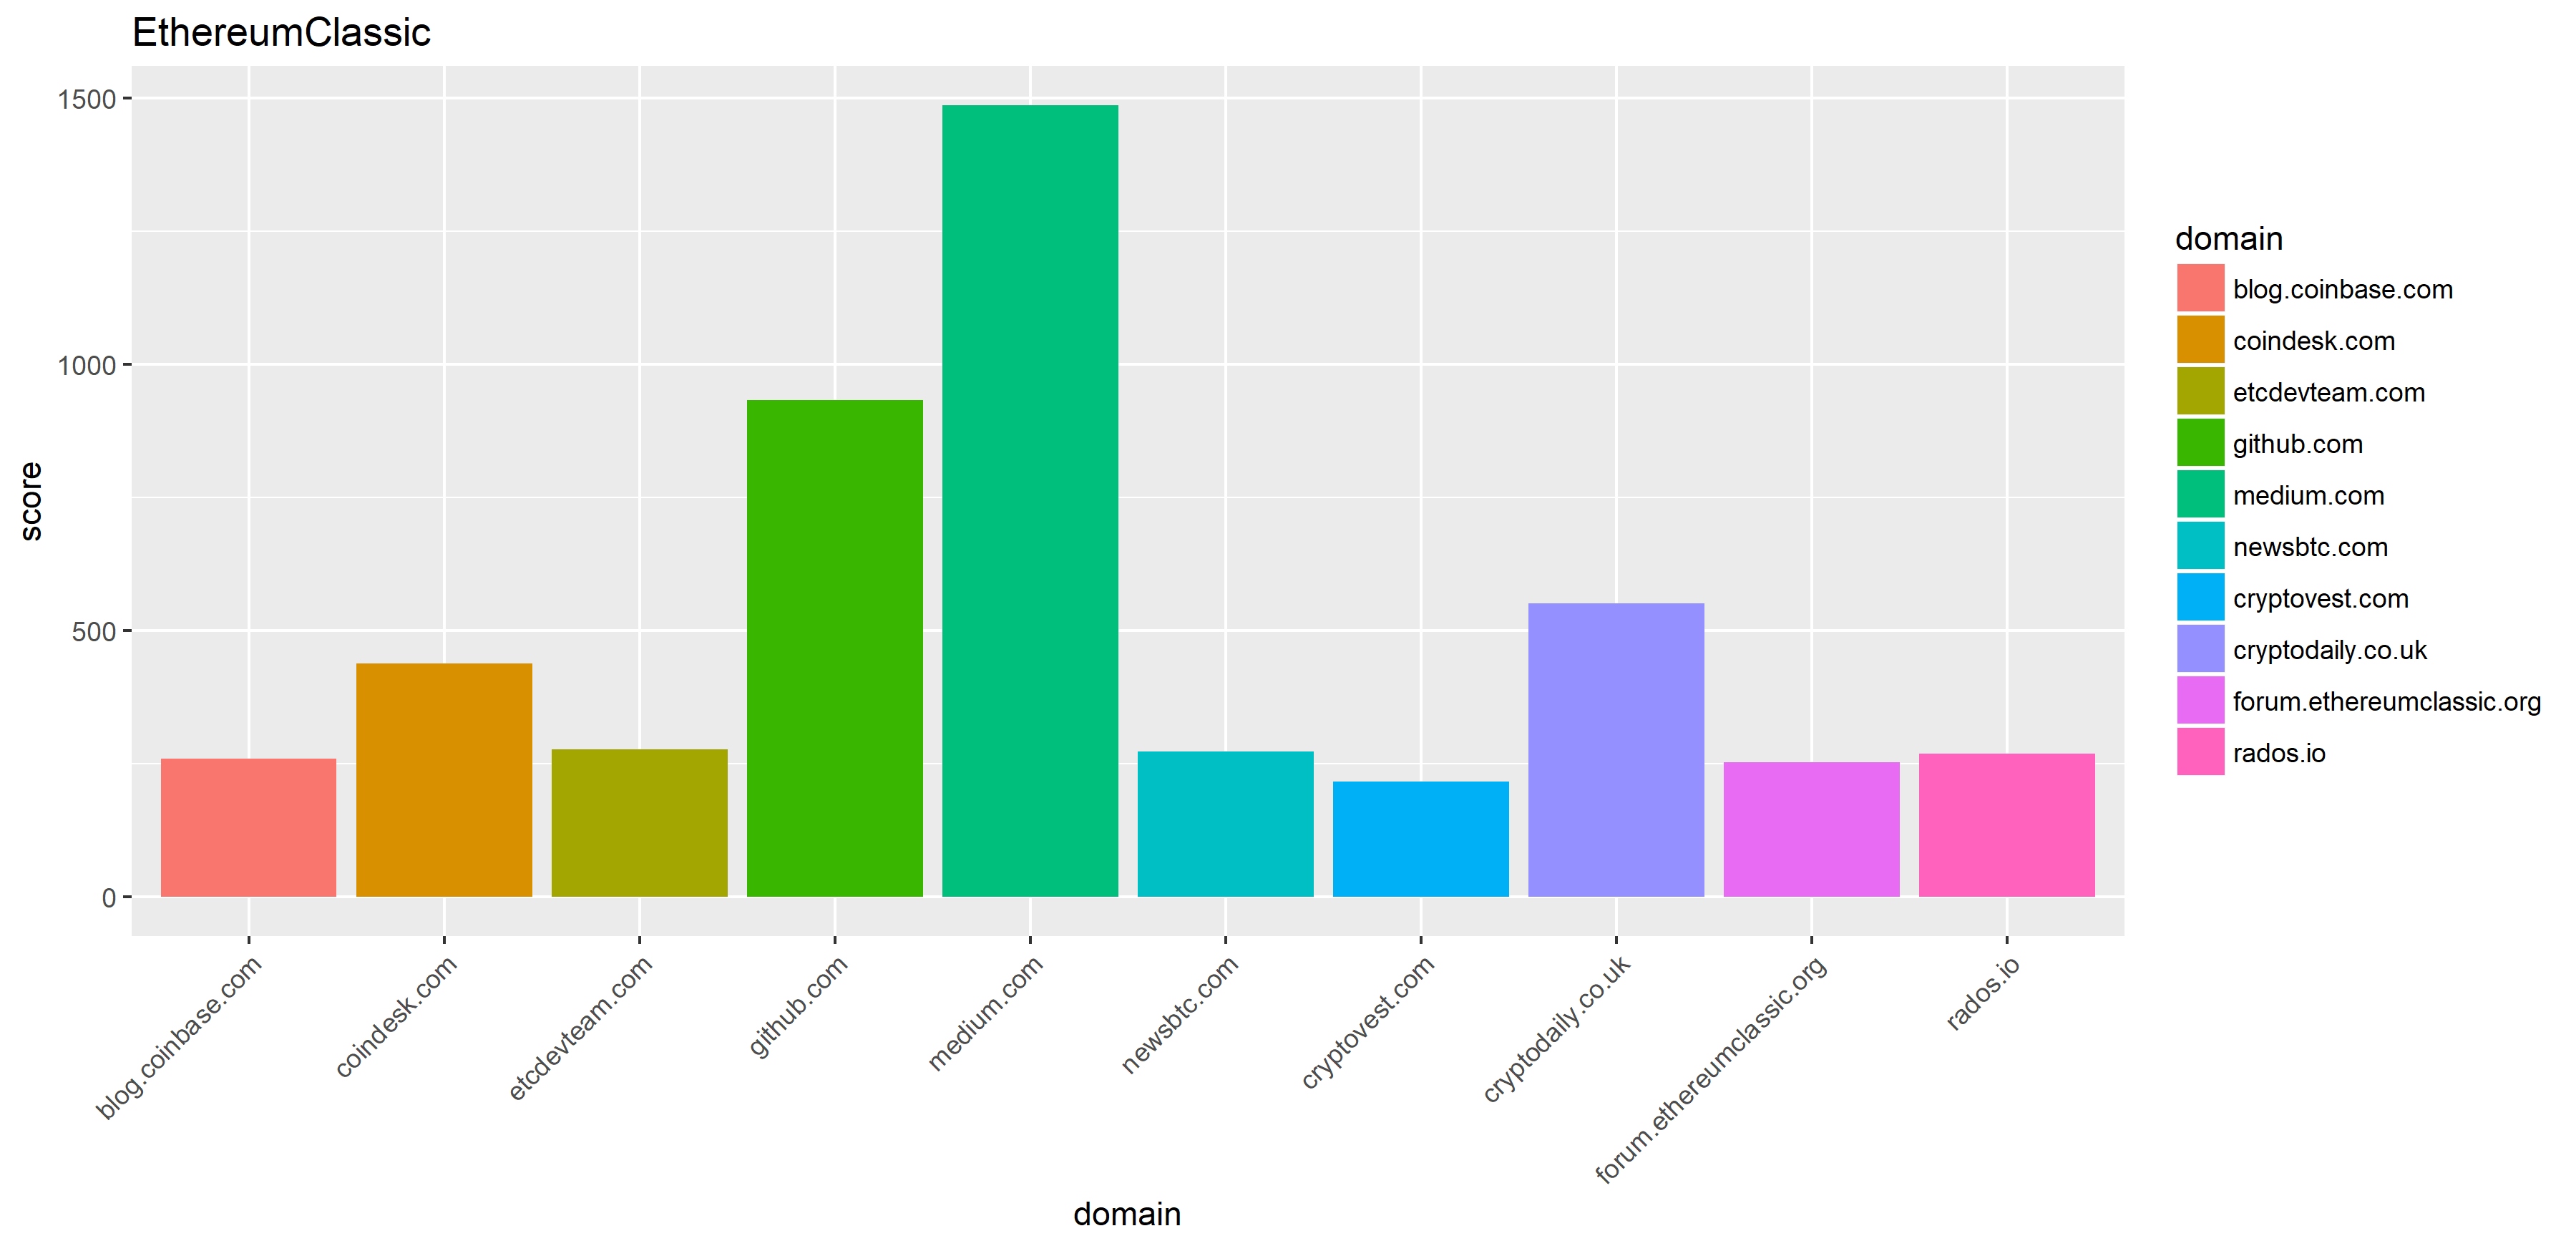 EthereumClassic
1500
1000
500
0
score
blog.coinbase.com
coindesk.com
etcdevteam.com
github.com
medium.com
newsbtc.com
cryptovest.com
cryptodaily.co.uk
forum.ethereumclassic.org
rados.io
domain
domain
blog.coinbase.com
coindesk.com
etcdevteam.com
github.com
medium.com
newsbtc.com
cryptovest.com
cryptodaily.co.uk
forum.ethereumclassic.org
rados.io